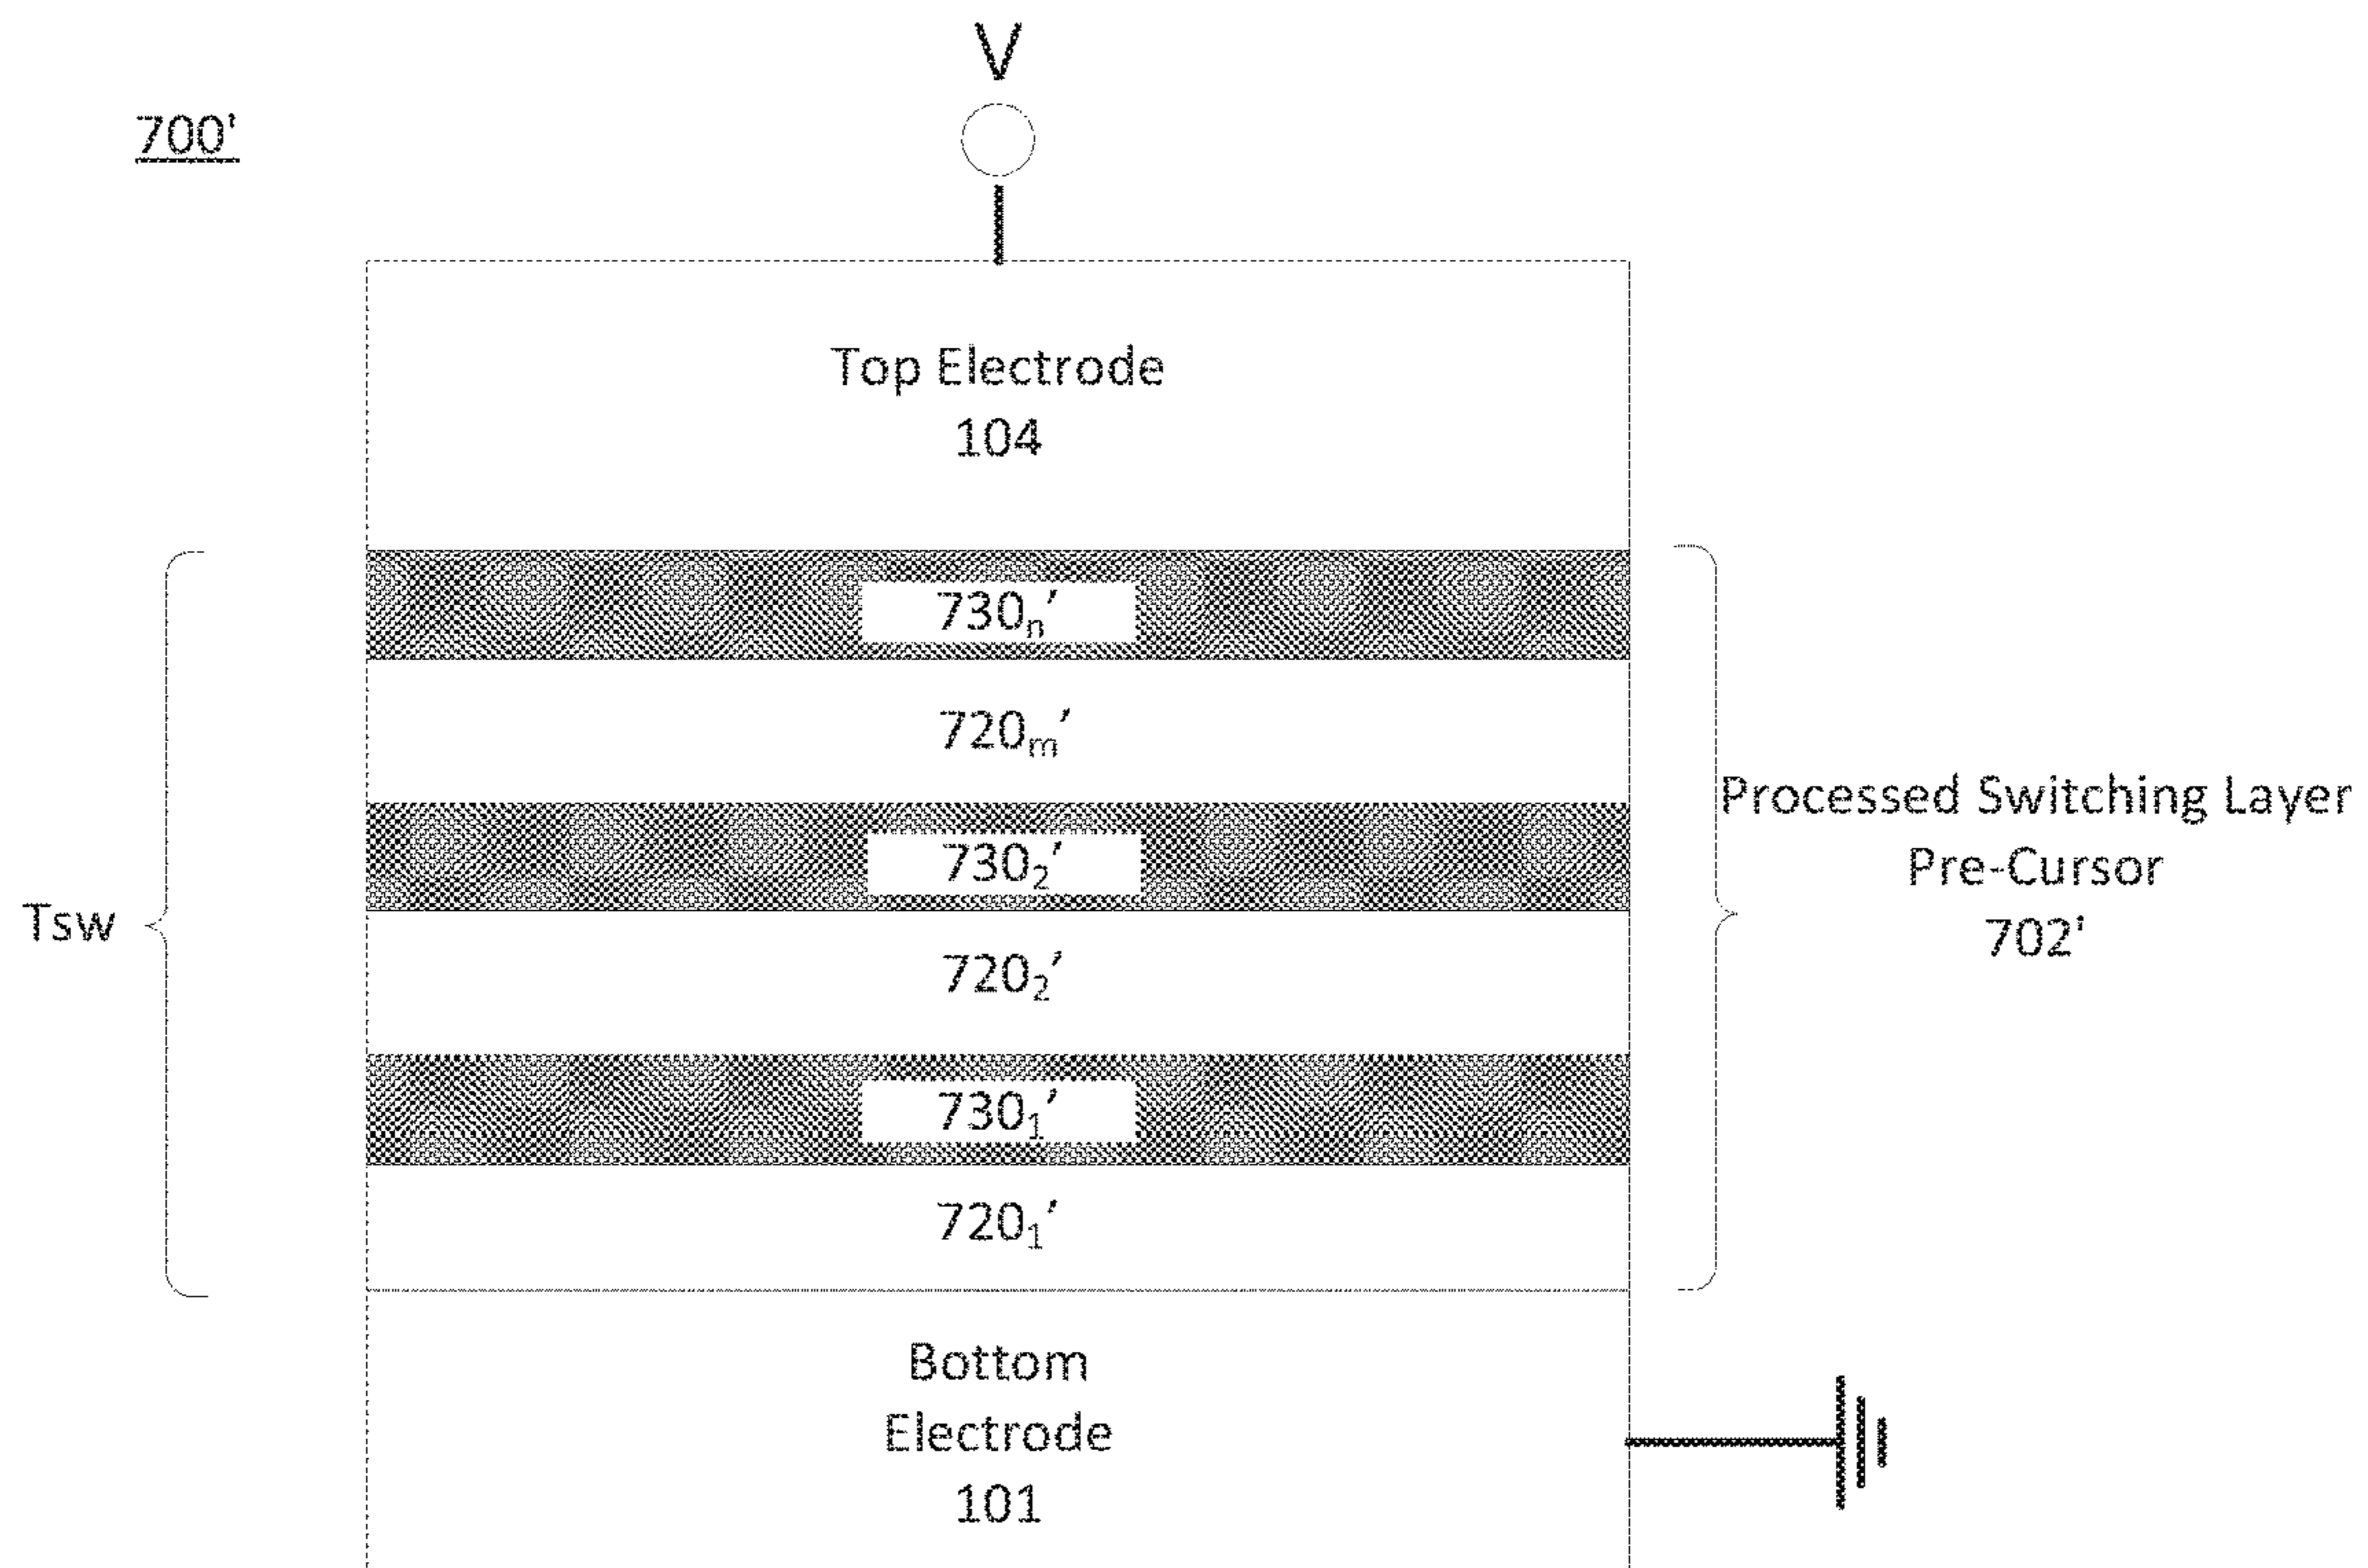 V
700'
Top Electrode
104
730ₙ’
720ₘ’
Processed Switching Layer
Pre-Cursor
702'
730₂’
Tsw
720₂’
730₁’
720₁’
Bottom
Electrode
101